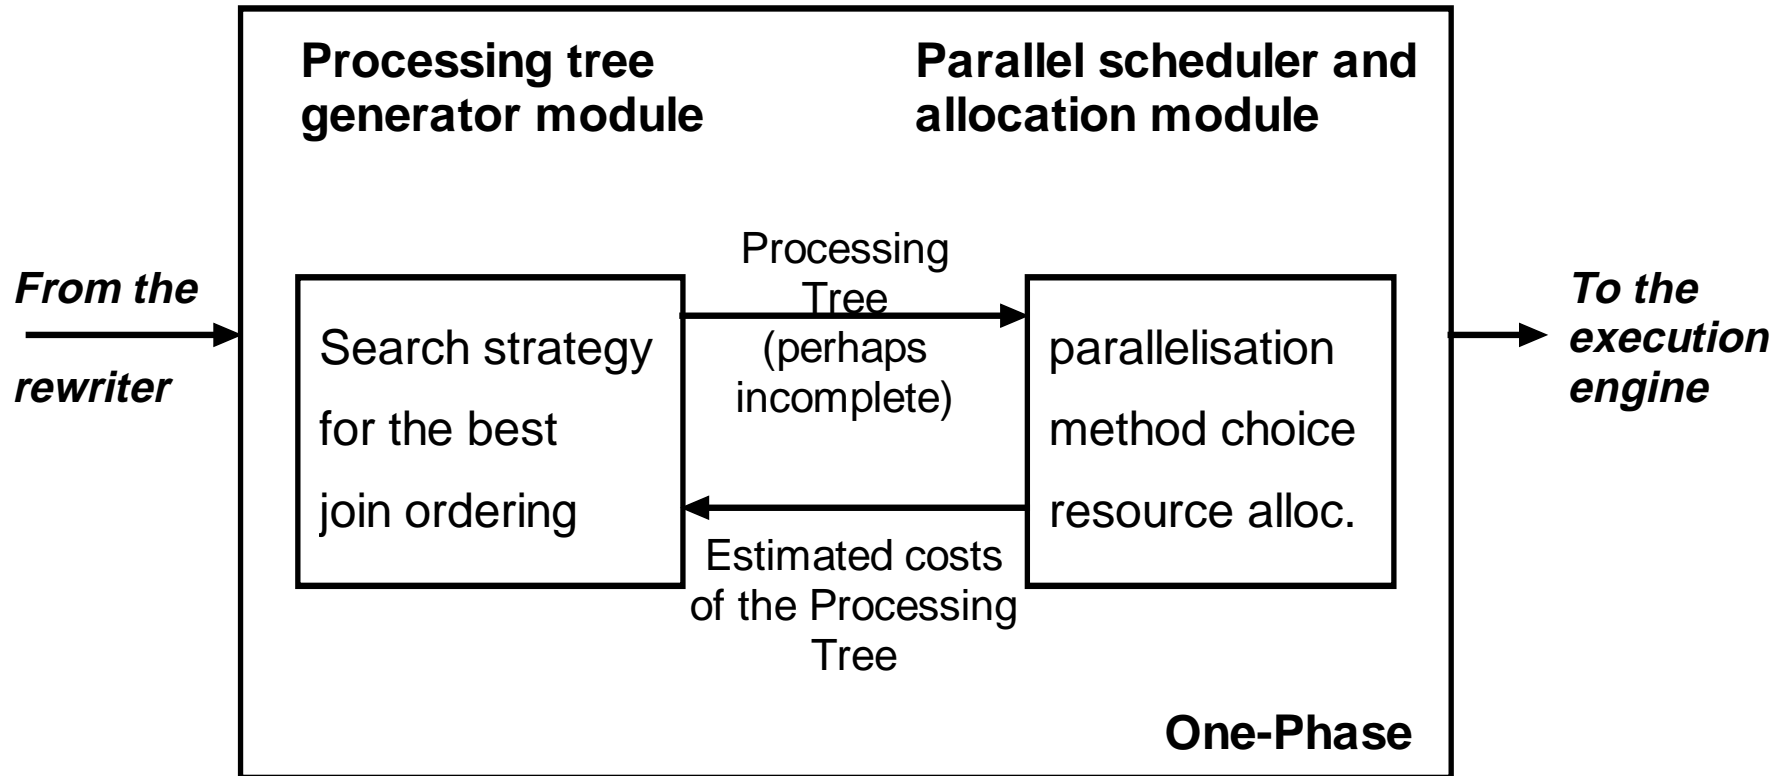 Processing tree
generator module
Parallel scheduler and
allocation module
From the
rewriter
Search strategy
for the best
join ordering
Processing
Tree
(perhaps
incomplete)
Estimated costs
of the Processing
Tree
parallelisation
method choice
resource alloc.
To the
execution
engine
One-Phase